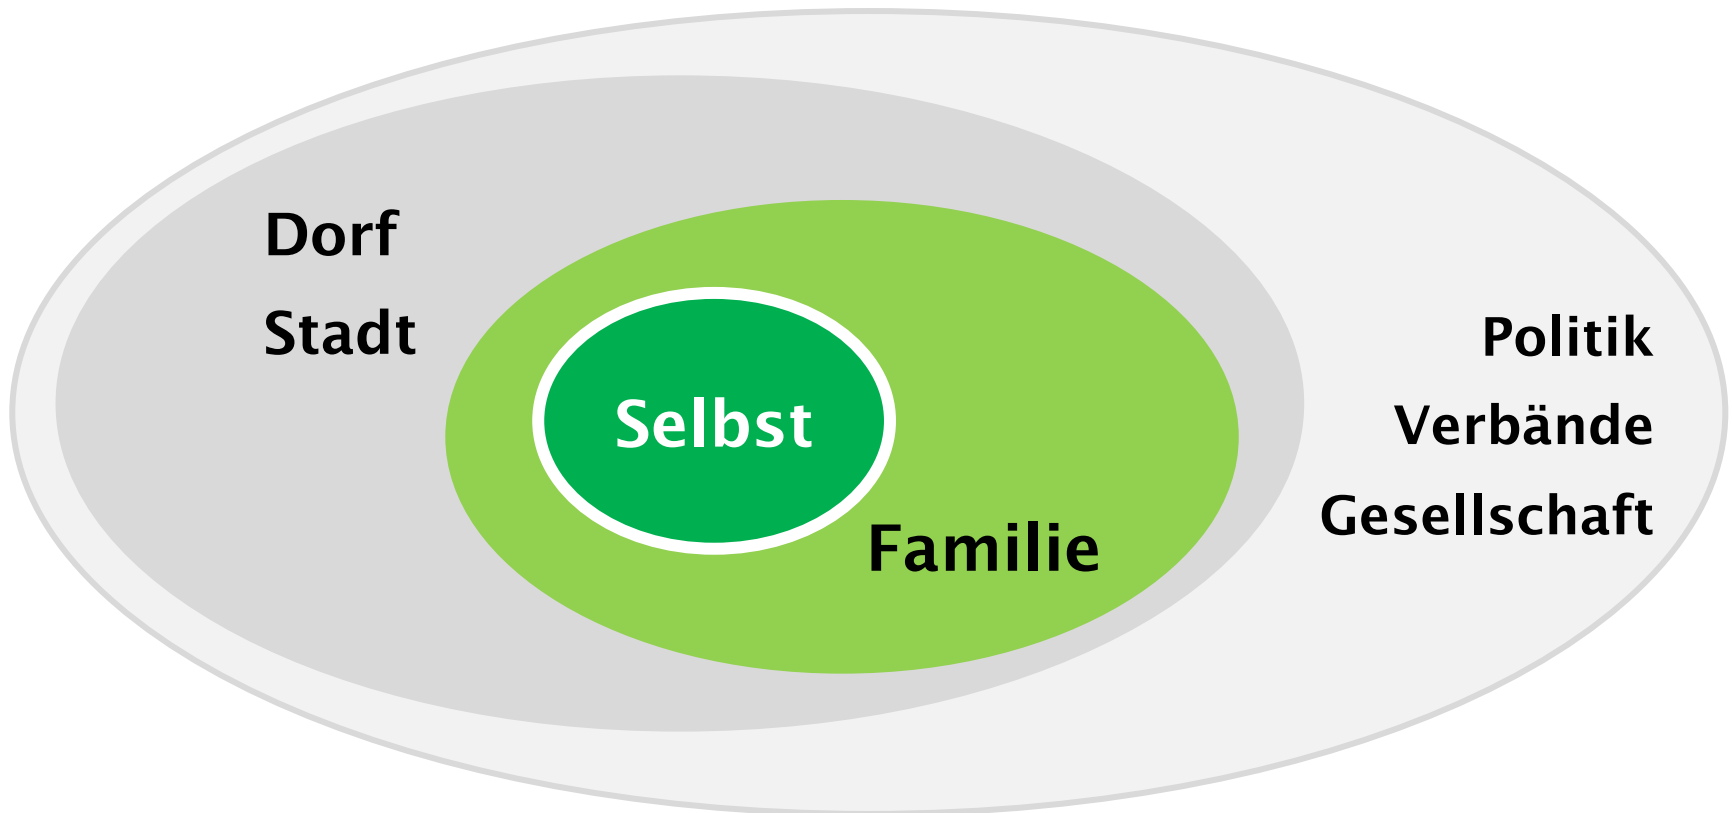 Dorf
Stadt
Selbst
Familie
Politik
Verbände
Gesellschaft